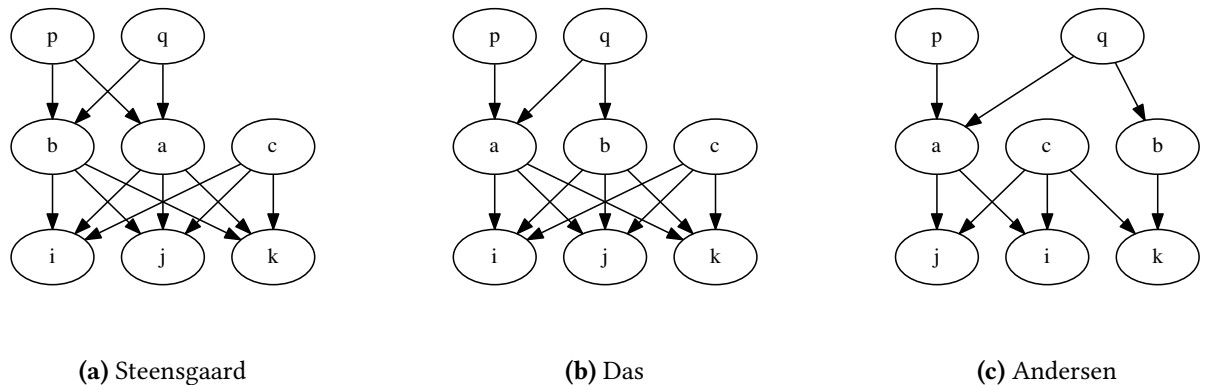 p q
b a c
i j k
(a) Steensgaard
p q
a b c
i j k
(b) Das
p q
a c b
j i k
(c) Andersen